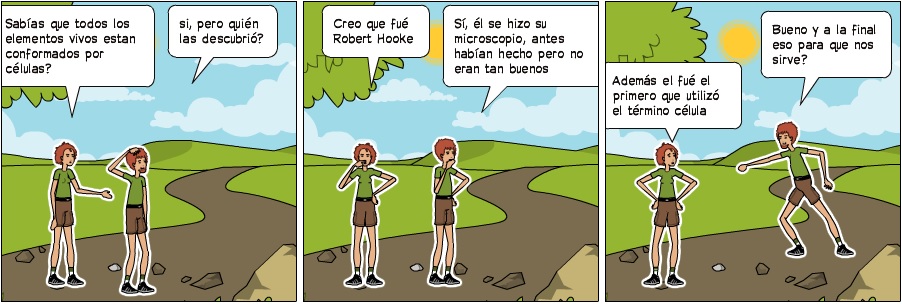 Sabías que todos los
elementos vivos estan
conformados por
células?
si, pero quién
las descubrió?
Creo que fué
Robert Hooke
Sí, él se hizo su
microscopio, antes
habían hecho pero no
eran tan buenos
Además el fué el
primero que utilizó
el término célula
Bueno y a la final
eso para que nos
sirve?